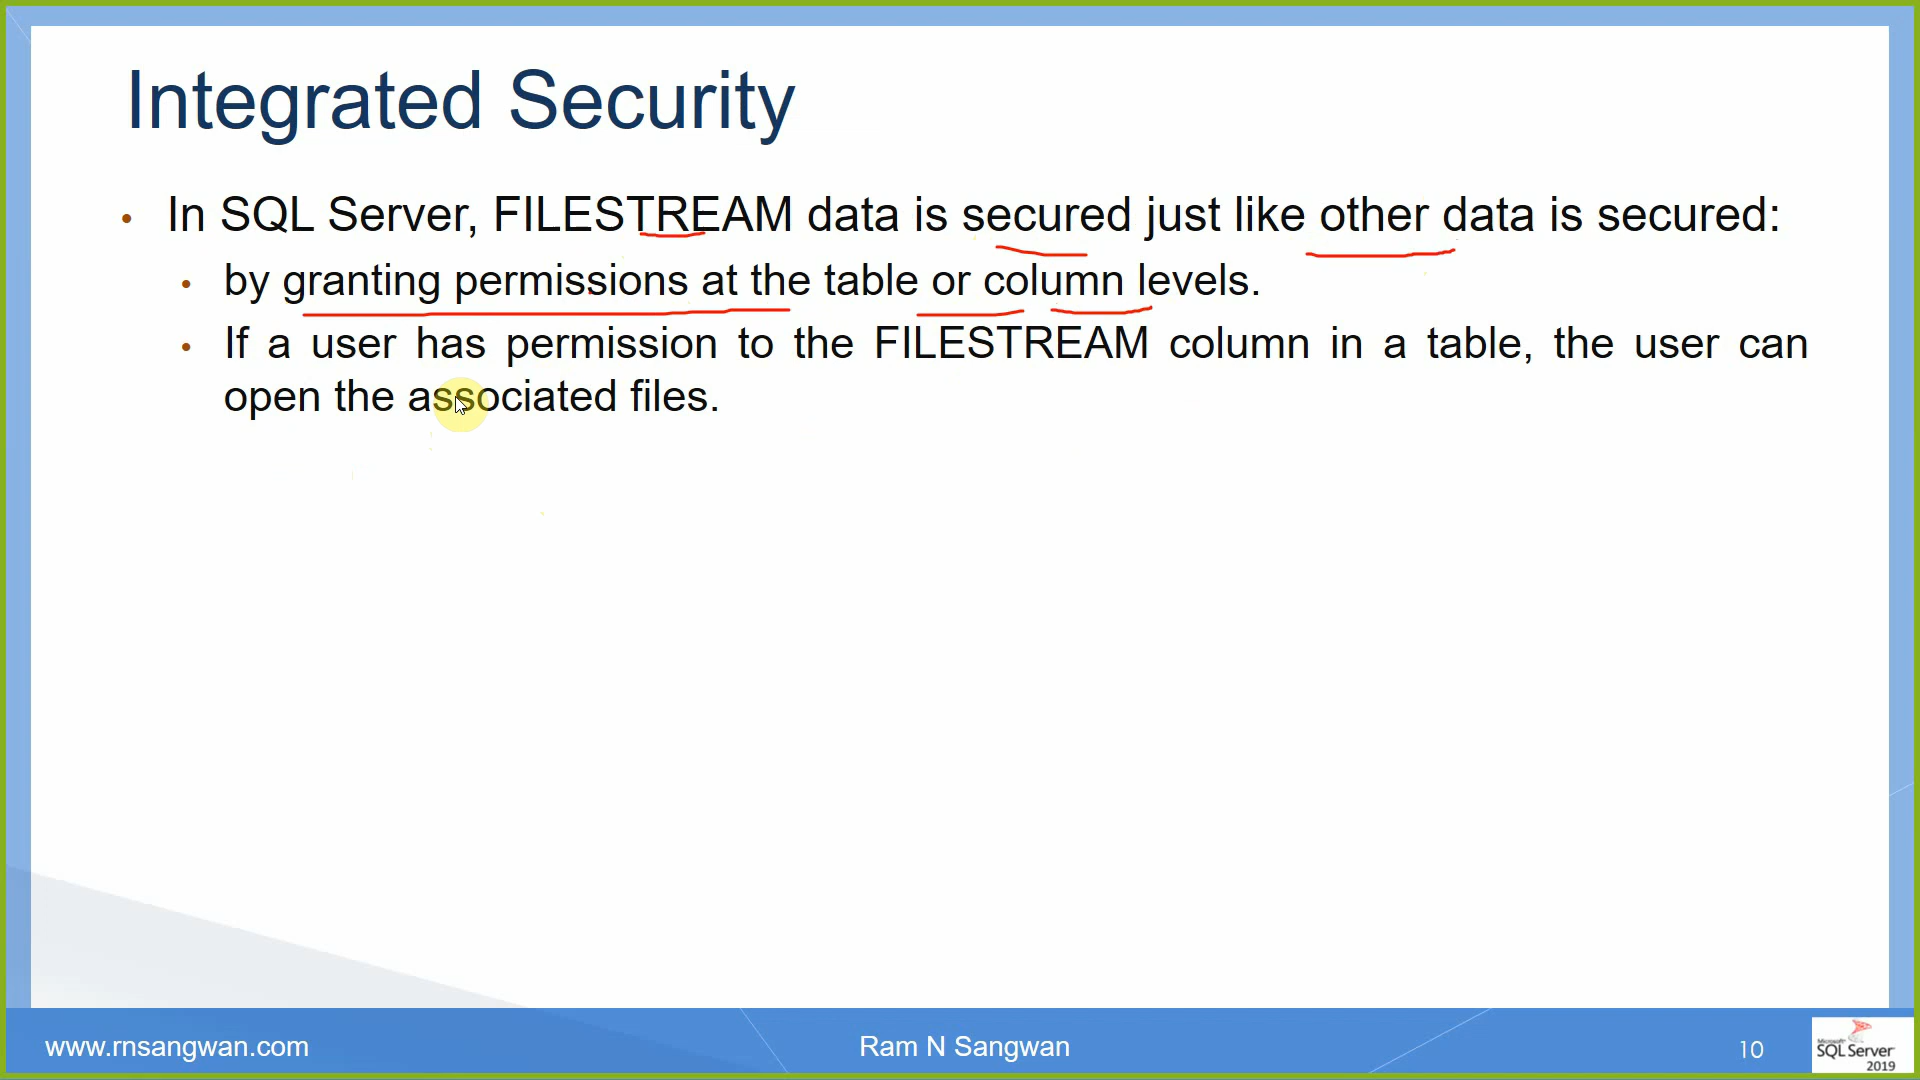 Integrated Security
• In SQL Server, FILESTREAM data is secured just like other data is secured:
• by granting permissions at the table or column levels.
• If a user has permission to the FILESTREAM column in a table, the user can
open the associated files.
www.rnsangwan.com
Ram N Sangwan
10
Microsoft
SQL Server
2019